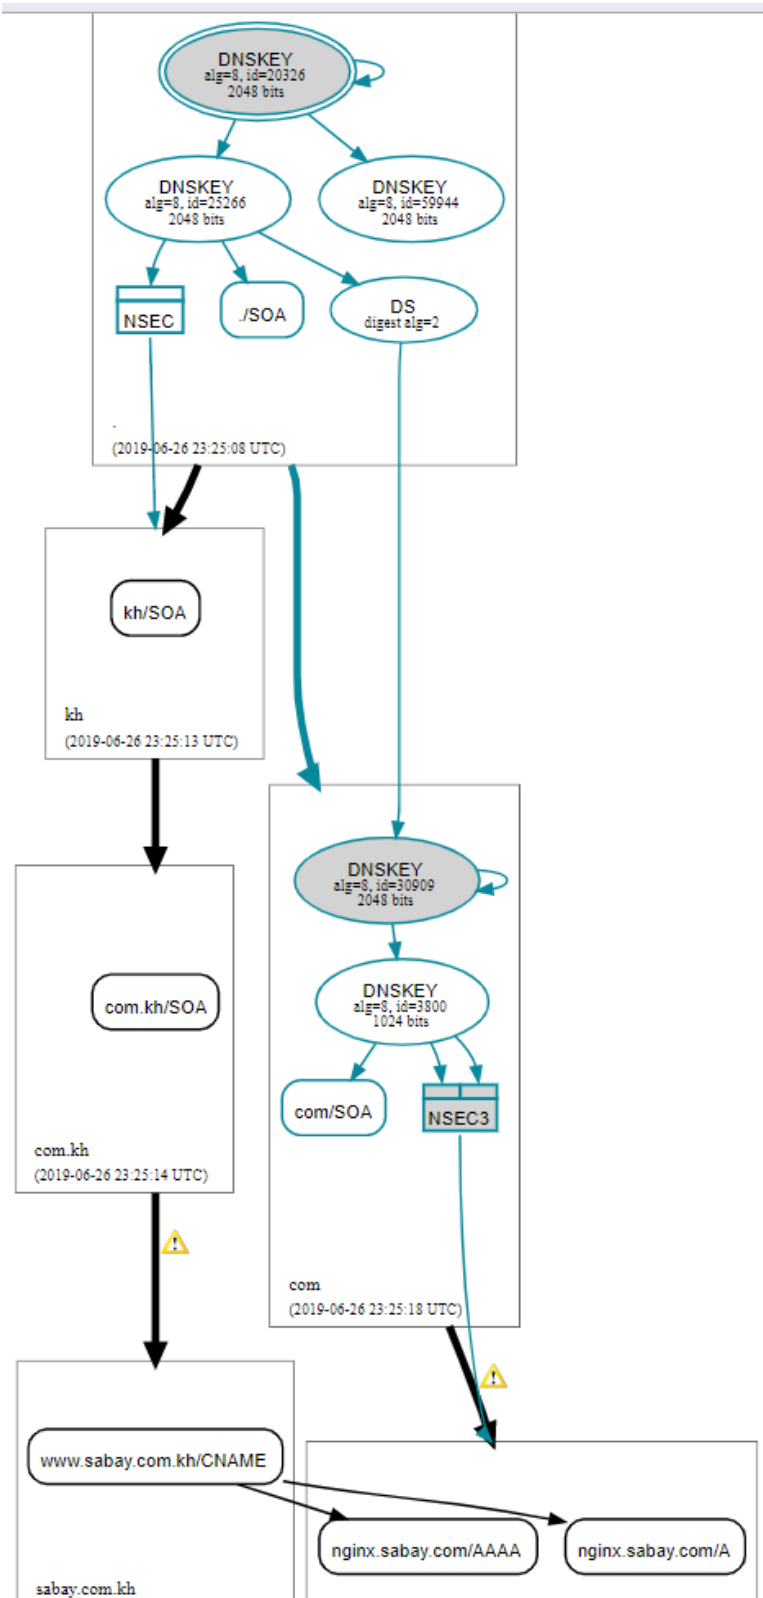 DNSKEY
alg=8, id=20326
2048 bits
DNSKEY
alg=8, id=25266
2048 bits
DNSKEY
alg=8, id=59944
2048 bits
NSEC
./SOA
DS
digest alg=2
.
(2019-06-26 23:25:08 UTC)
kh/SOA
kh
(2019-06-26 23:25:13 UTC)
DNSKEY
alg=8, id=30909
2048 bits
DNSKEY
alg=8, id=3800
1024 bits
com.kh/SOA
com/SOA
NSEC3
com.kh
(2019-06-26 23:25:14 UTC)
com
(2019-06-26 23:25:18 UTC)
www.sabay.com.kh/CNAME
nginx.sabay.com/AAAA
nginx.sabay.com/A
sabay.com.kh